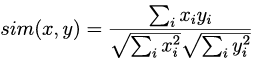 sim(x, y) = \frac{\sum_i x_i y_i}{\sqrt{\sum_i x_i^2} \sqrt{\sum_i y_i^2}}